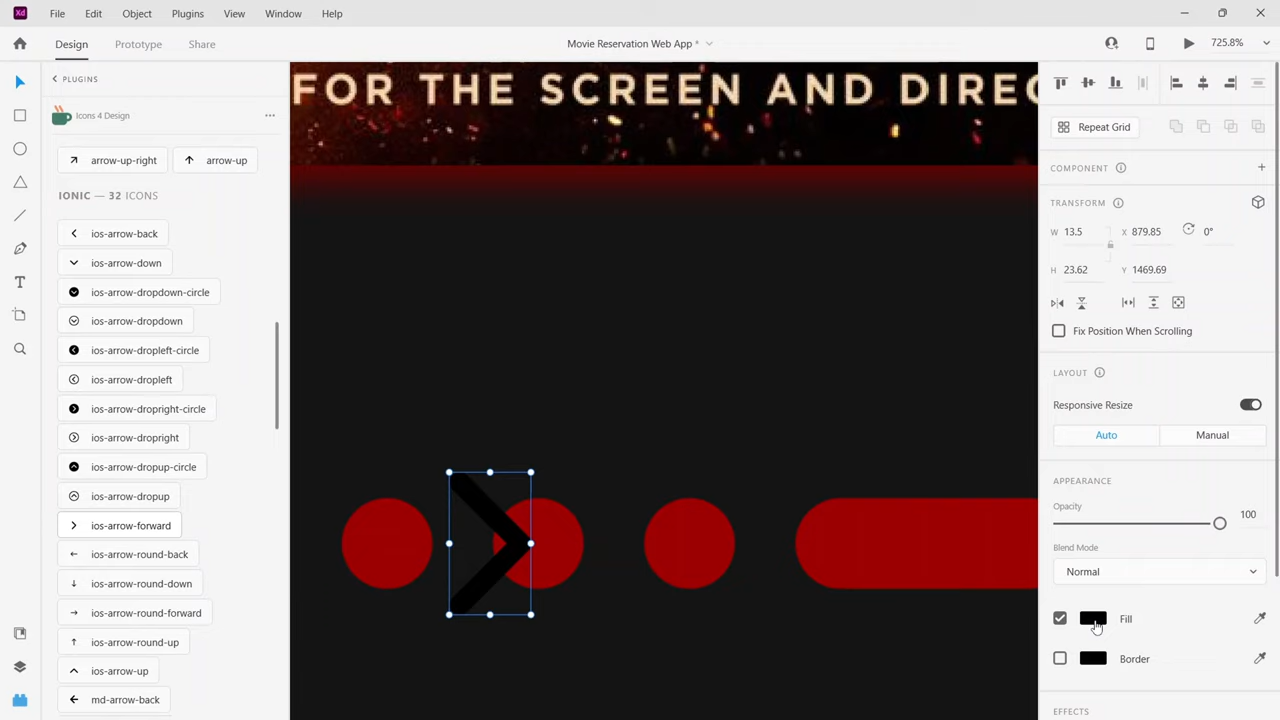 Xd File Edit Object Plugins View Window Help
Design Prototype Share Movie Reservation Web App * 725.8%
PLUGINS
Icons 4 Design
arrow-up-right arrow-up
IONIC — 32 ICONS
ios-arrow-back
ios-arrow-down
ios-arrow-dropdown-circle
ios-arrow-dropdown
ios-arrow-dropleft-circle
ios-arrow-dropleft
ios-arrow-dropright-circle
ios-arrow-dropright
ios-arrow-dropup-circle
ios-arrow-dropup
ios-arrow-forward
ios-arrow-round-back
ios-arrow-round-down
ios-arrow-round-forward
ios-arrow-round-up
ios-arrow-up
md-arrow-back
FOR THE SCREEN AND DIREC
Repeat Grid
COMPONENT
TRANSFORM
W 13.5 X 879.85 0°
H 23.62 Y 1469.69
Fix Position When Scrolling
LAYOUT
Responsive Resize
Auto Manual
APPEARANCE
Opacity
100
Blend Mode
Normal
Fill
Border
EFFECTS